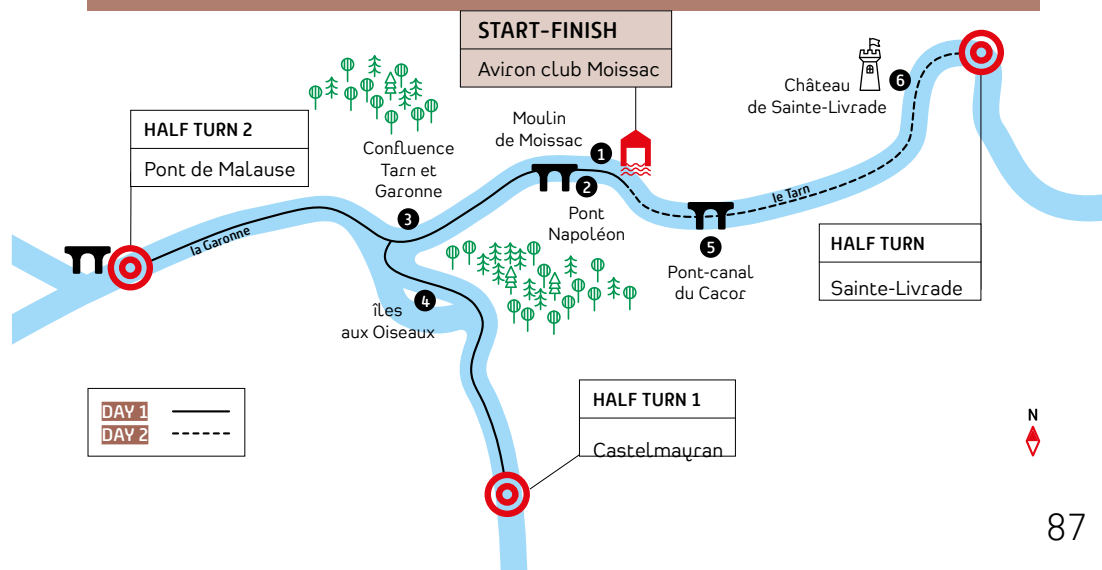 START-FINISH
Aviron club Moissac
HALF TURN 2
Pont de Malause
Confluence
Tarn et
Garonne
Moulin
de Moissac
1
2
Pont
Napoléon
3
la Garonne
4
îles
aux Oiseaux
5
Pont-canal
du Cacor
le Tarn
Château
de Sainte-Livrade
6
HALF TURN
Sainte-Livrade
HALF TURN 1
Castelmayran
DAY 1
DAY 2
N
87